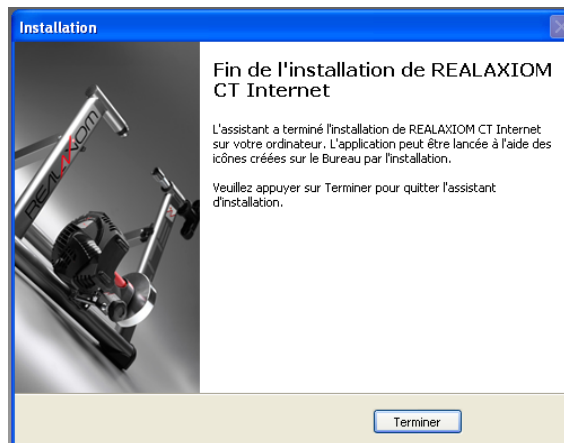 Installation
Fin de l'installation de REALAXIOM
CT Internet
L'assistant a terminé l'installation de REALAXIOM CT Internet
sur votre ordinateur. L'application peut être lancée à l'aide des
icônes créées sur le Bureau par l'installation.
Veuillez appuyer sur Terminer pour quitter l'assistant
d'installation.
REALAXIOM
Terminer